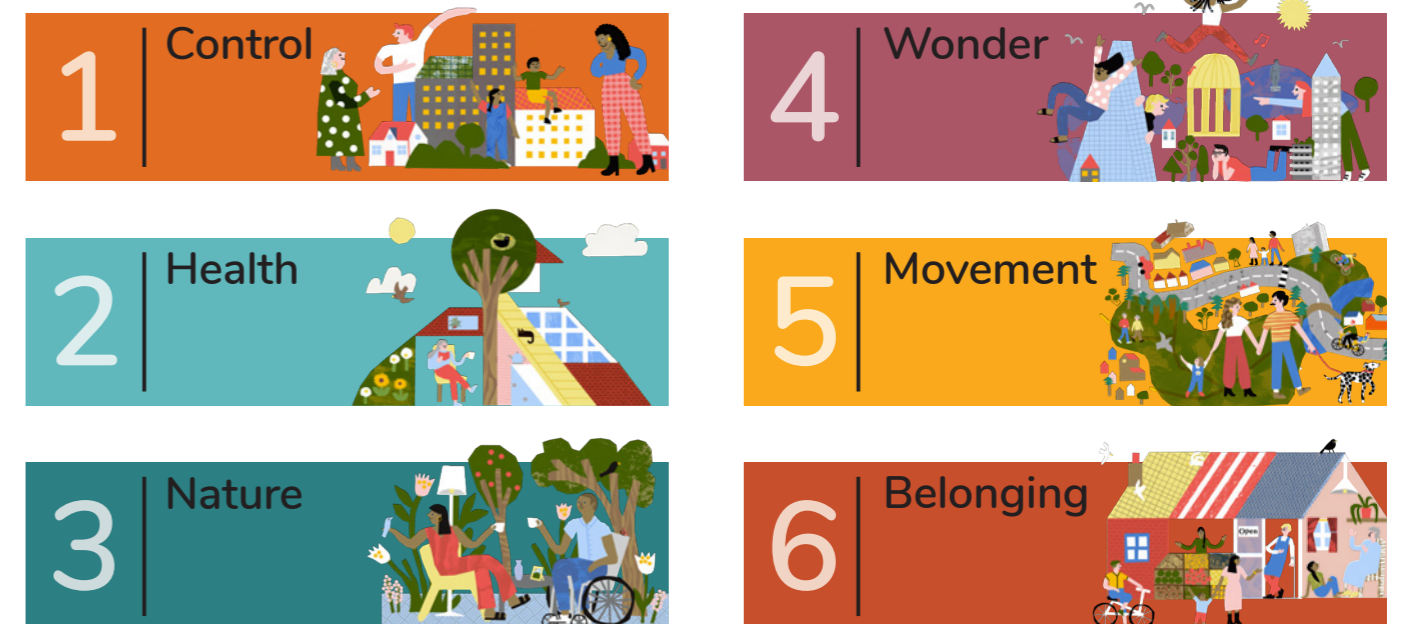 1
Control
2
Health
3
Nature
4
Wonder
5
Movement
6
Belonging
Open